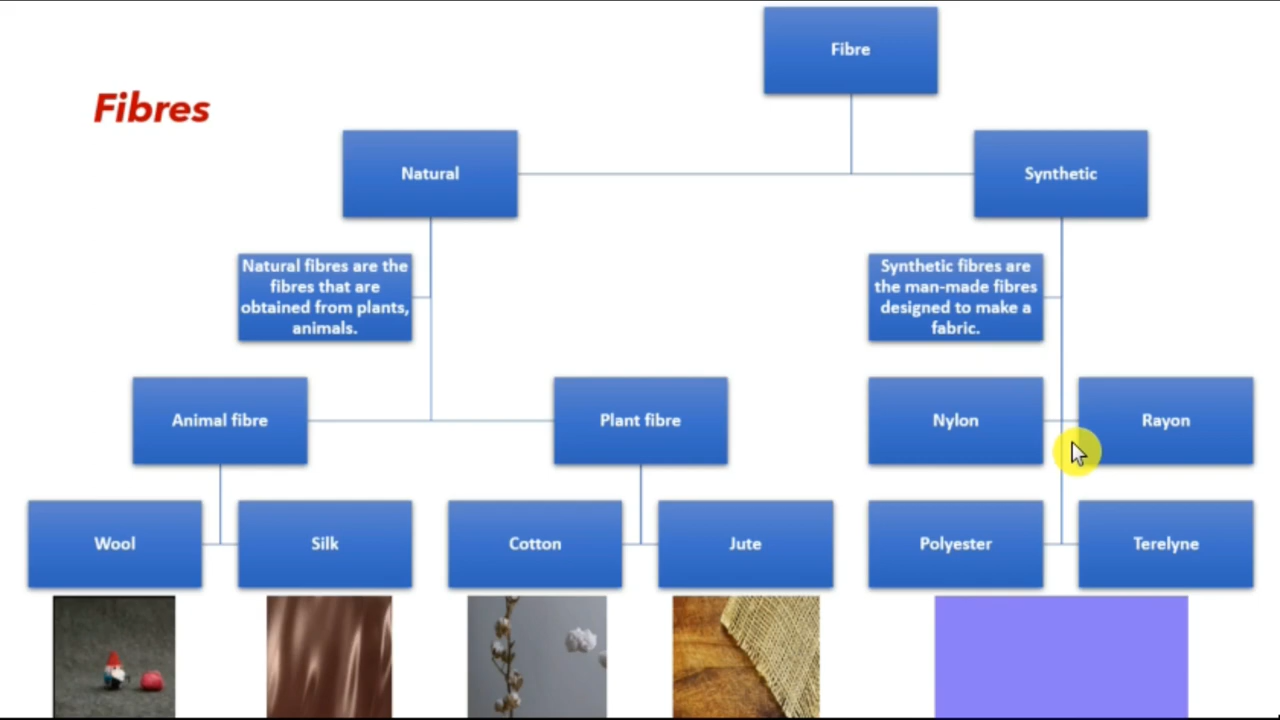 Fibre
Fibres
Natural
Synthetic
Natural fibres are the
fibres that are
obtained from plants,
animals.
Synthetic fibres are
the man-made fibres
designed to make a
fabric.
Animal fibre
Plant fibre
Nylon
Rayon
Wool
Silk
Cotton
Jute
Polyester
Terelyne